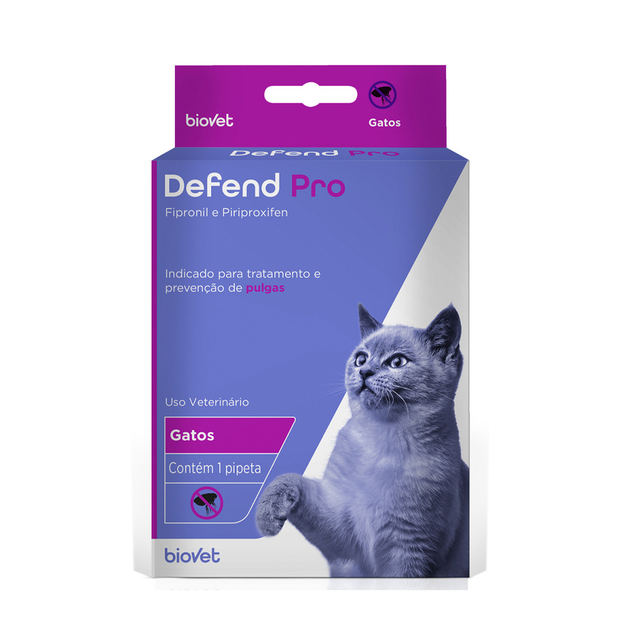 biovet
Gatos
Defend Pro
Defend Pro
Fipronil e Piriproxifen
Indicado para tratamento e
prevenção de pulgas
Uso Veterinário
Gatos
Contém 1 pipeta
biovet